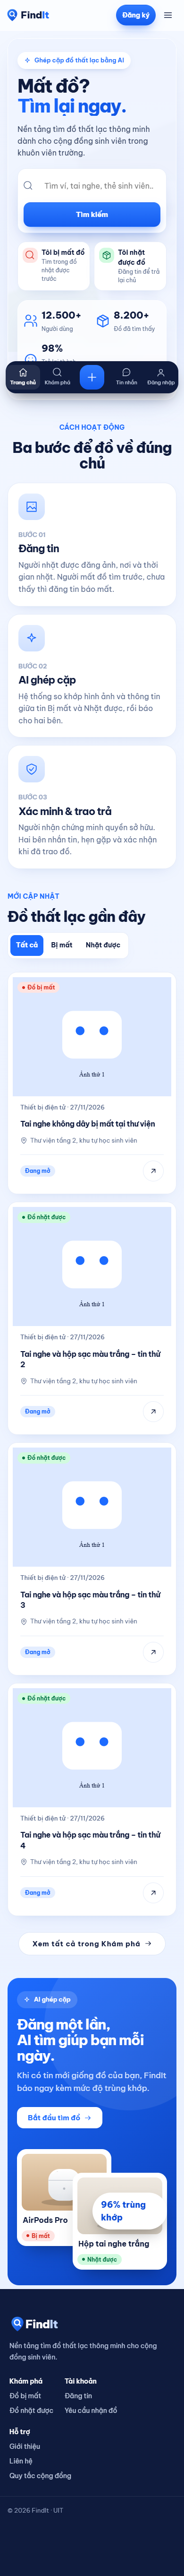 FindIt
Đăng ký
Ghép cặp đồ thất lạc bằng AI
Mất đồ?
Tìm lại ngay.
Nền tảng đồ thất lạc thông minh
dành cho cộng đồng sinh viên trong
khuôn viên trường.
Tìm ví, tai nghe, thẻ sinh viên..
Tìm kiếm
Tôi bị mất đồ
Tìm trong đồ
nhặt được
trước
Tôi nhặt
được đồ
Đăng tin để trả
lại chủ
12.500+
Người dùng
8.200+
Đồ đã tìm thấy
98%
Trang chủ
Khám phá
Tin nhắn
Đăng nhập
CÁCH HOẠT ĐỘNG
Ba bước để đồ về đúng
chủ
BƯỚC 01
Đăng tin
Người nhặt được đăng ảnh, nơi và thời
gian nhặt. Người mất đồ tìm trước, chưa
thấy thì đăng tin báo mất.
BƯỚC 02
AI ghép cặp
Hệ thống so khớp hình ảnh và thông tin
giữa tin Bị mất và Nhặt được, rồi báo
cho hai bên.
BƯỚC 03
Xác minh & trao trả
Người nhận chứng minh quyền sở hữu.
Hai bên nhắn tin, hẹn gặp và xác nhận
khi đã trao đồ.
MỚI CẬP NHẬT
Đồ thất lạc gần đây
Tất cả
Bị mất
Nhặt được
Đồ bị mất
Ảnh thử 1
Thiết bị điện tử · 27/11/2026
Tai nghe không dây bị mất tại thư viện
Thư viện tầng 2, khu tự học sinh viên
Đang mở
Đồ nhặt được
Ảnh thử 1
Thiết bị điện tử · 27/11/2026
Tai nghe và hộp sạc màu trắng – tin thử
2
Thư viện tầng 2, khu tự học sinh viên
Đang mở
Đồ nhặt được
Ảnh thử 1
Thiết bị điện tử · 27/11/2026
Tai nghe và hộp sạc màu trắng – tin thử
3
Thư viện tầng 2, khu tự học sinh viên
Đang mở
Đồ nhặt được
Ảnh thử 1
Thiết bị điện tử · 27/11/2026
Tai nghe và hộp sạc màu trắng – tin thử
4
Thư viện tầng 2, khu tự học sinh viên
Đang mở
Xem tất cả trong Khám phá
AI ghép cặp
Đăng một lần,
AI tìm giúp bạn mỗi
ngày.
Khi có tin mới giống đồ của bạn, FindIt
báo ngay kèm mức độ trùng khớp.
Bắt đầu tìm đồ
AirPods Pro
Bị mất
96% trùng
khớp
Hộp tai nghe trắng
Nhặt được
FindIt
Nền tảng tìm đồ thất lạc thông minh cho cộng
đồng sinh viên.
Khám phá
Đồ bị mất
Đồ nhặt được
Tài khoản
Đăng tin
Yêu cầu nhận đồ
Hỗ trợ
Giới thiệu
Liên hệ
Quy tắc cộng đồng
© 2026 FindIt · UIT